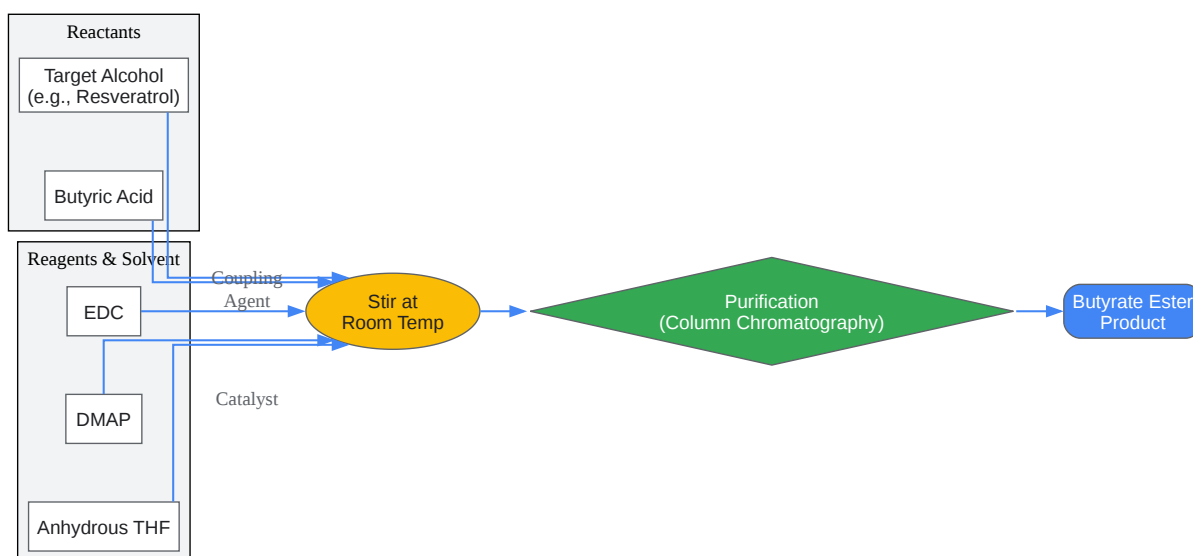 Reactants
Target Alcohol
(e.g., Resveratrol)
Butyric Acid
Reagents & Solvent
EDC
Coupling
Agent
DMAP
Catalyst
Anhydrous THF
Stir at
Room Temp
Purification
(Column Chromatography)
Butyrate Ester
Product